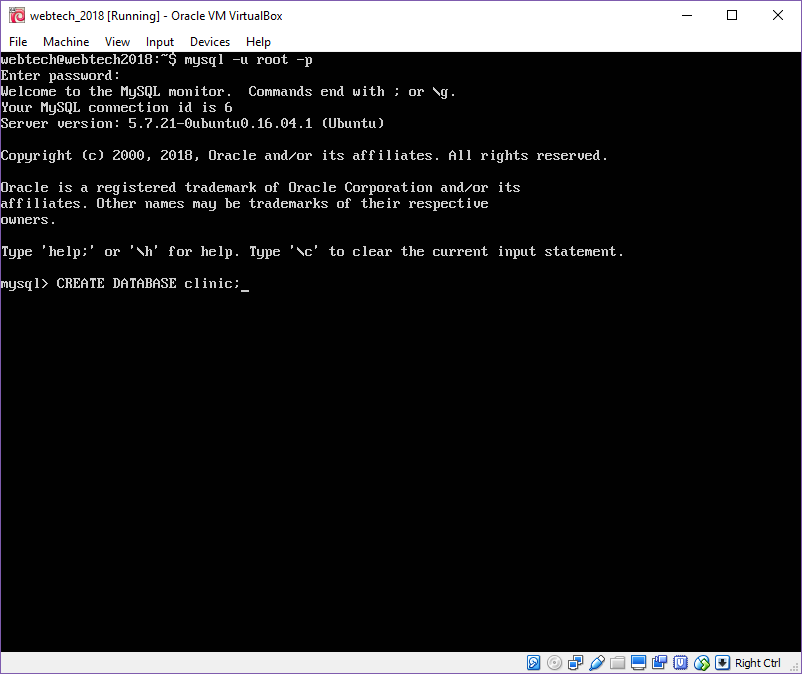 webtech_2018 [Running] - Oracle VM VirtualBox
File Machine View Input Devices Help
webtech@webtech2018:~$ mysql -u root -p
Enter password:
Welcome to the MySQL monitor.  Commands end with ; or \g.
Your MySQL connection id is 6
Server version: 5.7.21-0ubuntu0.16.04.1 (Ubuntu)
Copyright (c) 2000, 2018, Oracle and/or its affiliates. All rights reserved.
Oracle is a registered trademark of Oracle Corporation and/or its
affiliates. Other names may be trademarks of their respective
owners.
Type 'help;' or '\h' for help. Type '\c' to clear the current input statement.
mysql> CREATE DATABASE clinic;_
Right Ctrl